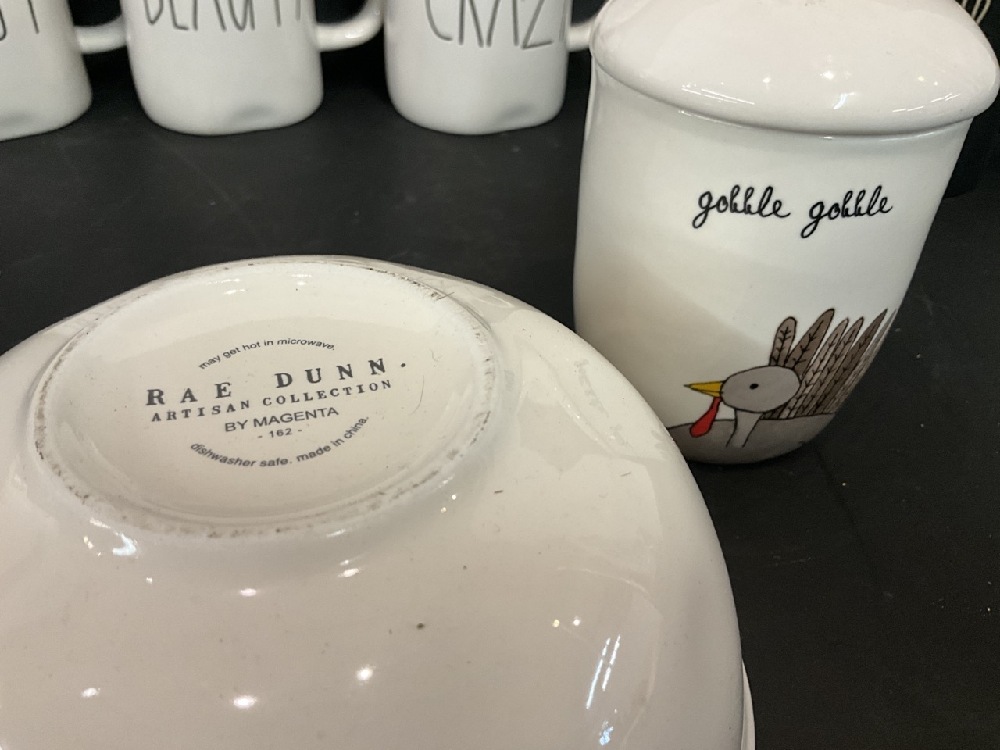 gobble gobble
may get hot in microwave.
RAE DUNN.
ARTISAN COLLECTION
BY MAGENTA
- 162 -
dishwasher safe. made in china.